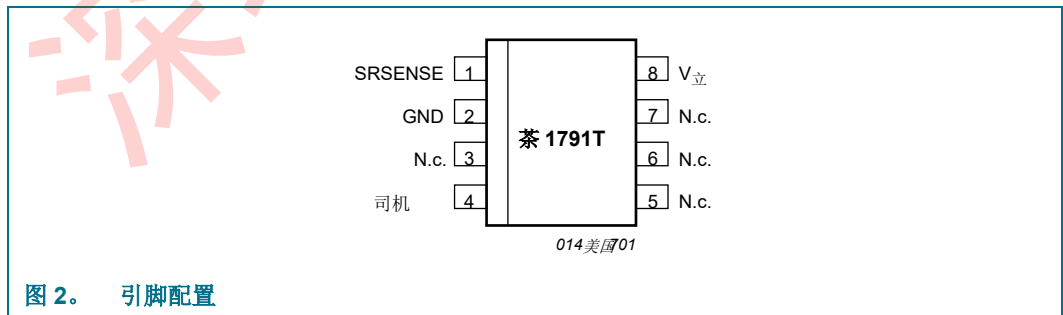 SRSENSE 1
8 V立
GND 2
7 N.c.
茶 1791T
N.c. 3
6 N.c.
司机 4
5 N.c.
014美国701
图 2。 引脚配置
深